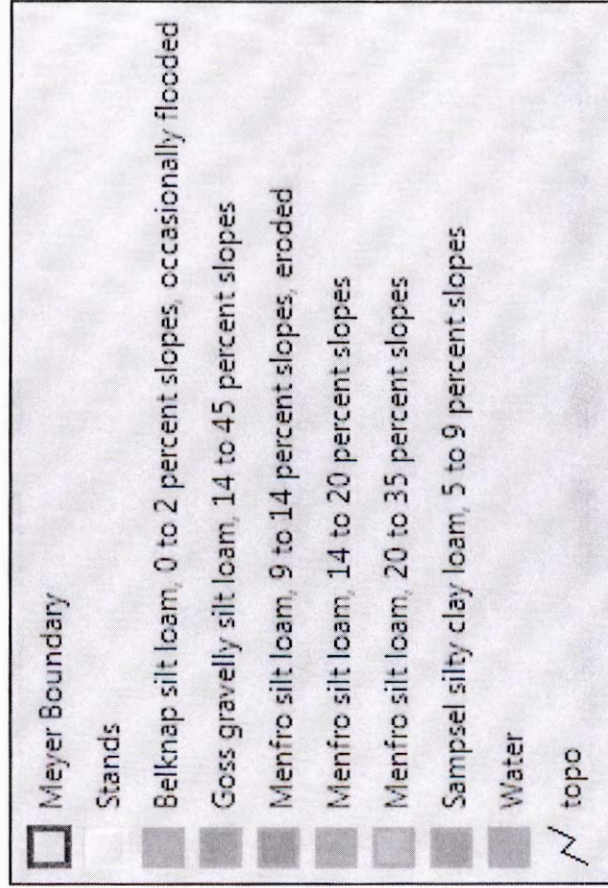 Meyer Boundary
Stands
Belknap silt loam, 0 to 2 percent slopes, occasionally flooded
Goss gravelly silt loam, 14 to 45 percent slopes
Menfro silt loam, 9 to 14 percent slopes, eroded
Menfro silt loam, 14 to 20 percent slopes
Menfro silt loam, 20 to 35 percent slopes
Sampsel silty clay loam, 5 to 9 percent slopes
Water
topo